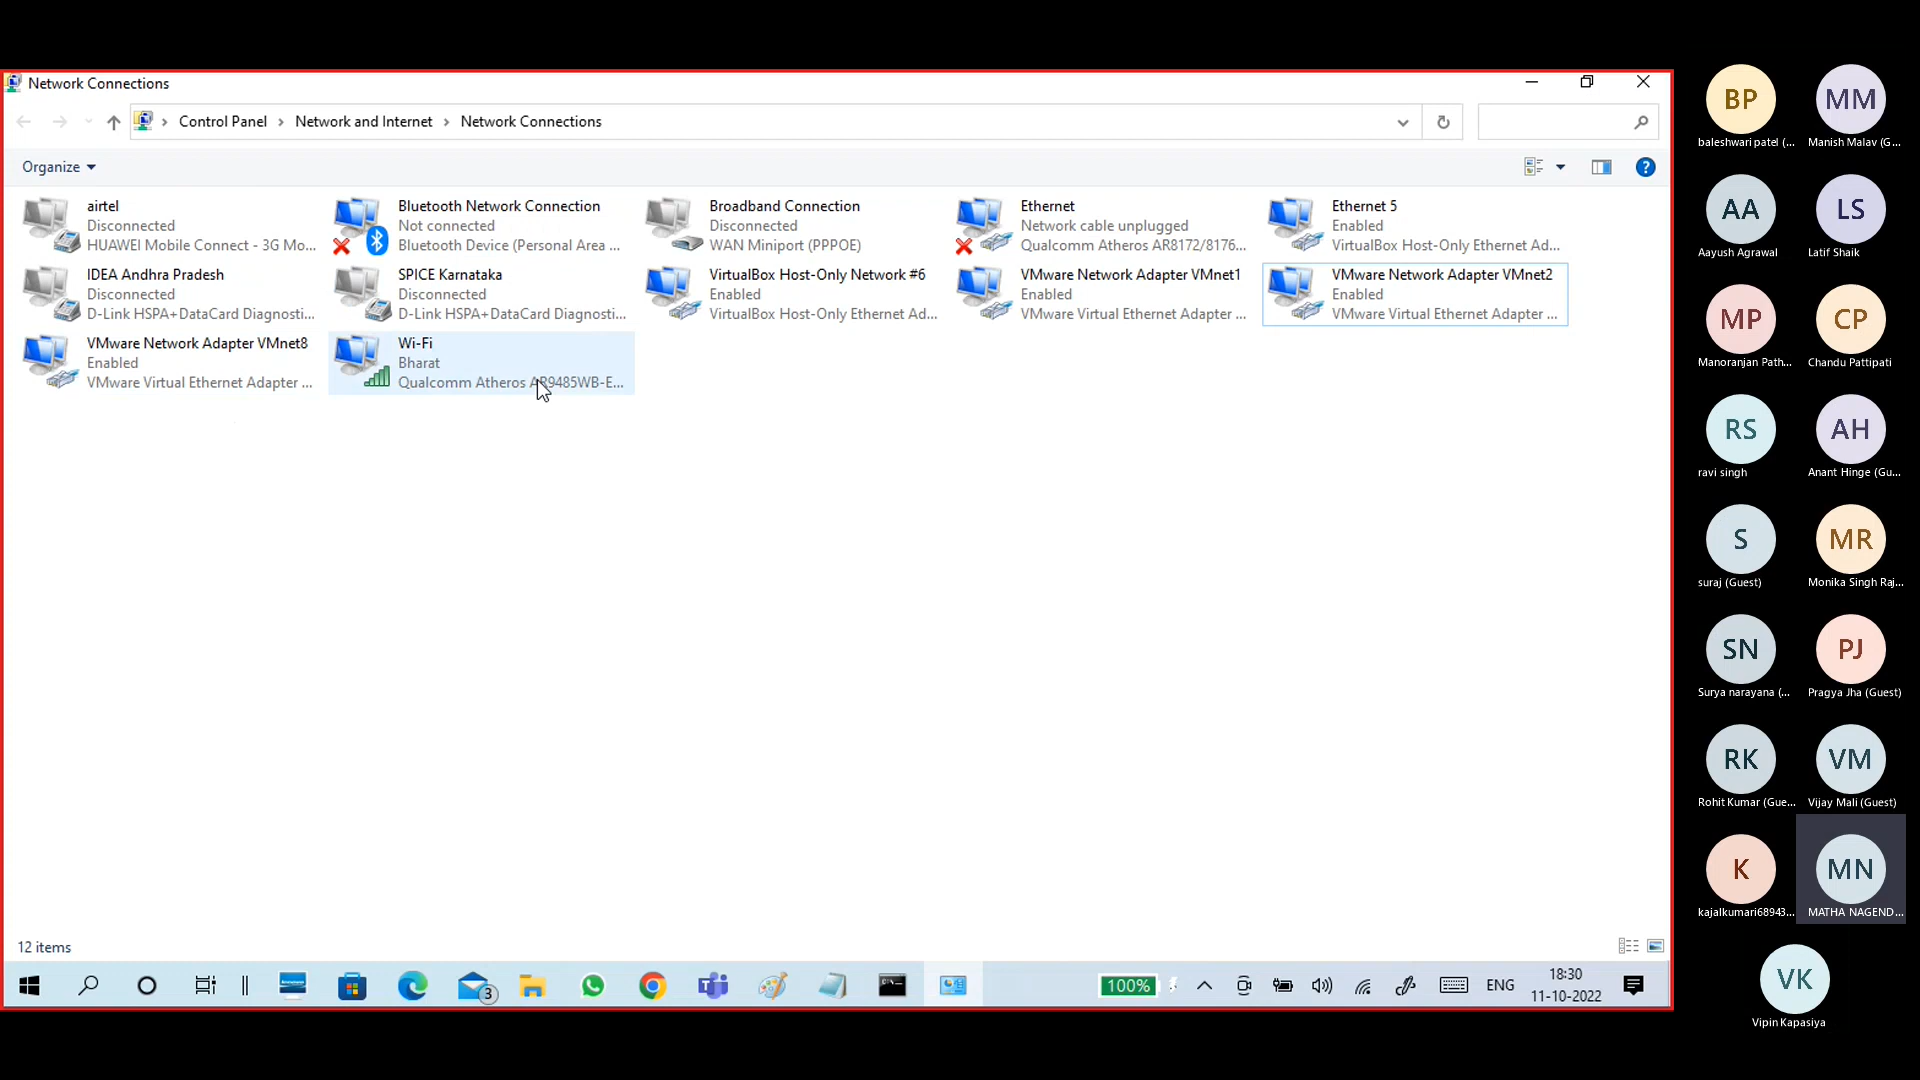 Network Connections
Control Panel > Network and Internet > Network Connections
Organize
airtel
Disconnected
HUAWEI Mobile Connect - 3G Mo...
Bluetooth Network Connection
Not connected
Bluetooth Device (Personal Area ...
Broadband Connection
Disconnected
WAN Miniport (PPPOE)
Ethernet
Network cable unplugged
Qualcomm Atheros AR8172/8176...
Ethernet 5
Enabled
VirtualBox Host-Only Ethernet Ad...
IDEA Andhra Pradesh
Disconnected
D-Link HSPA+DataCard Diagnosti...
SPICE Karnataka
Disconnected
D-Link HSPA+DataCard Diagnosti...
VirtualBox Host-Only Network #6
Enabled
VirtualBox Host-Only Ethernet Ad...
VMware Network Adapter VMnet1
Enabled
VMware Virtual Ethernet Adapter ...
VMware Network Adapter VMnet2
Enabled
VMware Virtual Ethernet Adapter ...
VMware Network Adapter VMnet8
Enabled
VMware Virtual Ethernet Adapter ...
Wi-Fi
Bharat
Qualcomm Atheros AR9485WB-E...
12 items
3
100%
ENG
18:30
11-10-2022
BP
baleshwari patel (...
MM
Manish Malav (G...
AA
Aayush Agrawal
LS
Latif Shaik
MP
Manoranjan Path...
CP
Chandu Pattipati
RS
ravi singh
AH
Anant Hinge (Gu...
S
suraj (Guest)
MR
Monika Singh Raj...
SN
Surya narayana (...
PJ
Pragya Jha (Guest)
RK
Rohit Kumar (Gue...
VM
Vijay Mali (Guest)
K
kajalkumari68943...
MN
MATHA NAGEND...
VK
Vipin Kapasiya